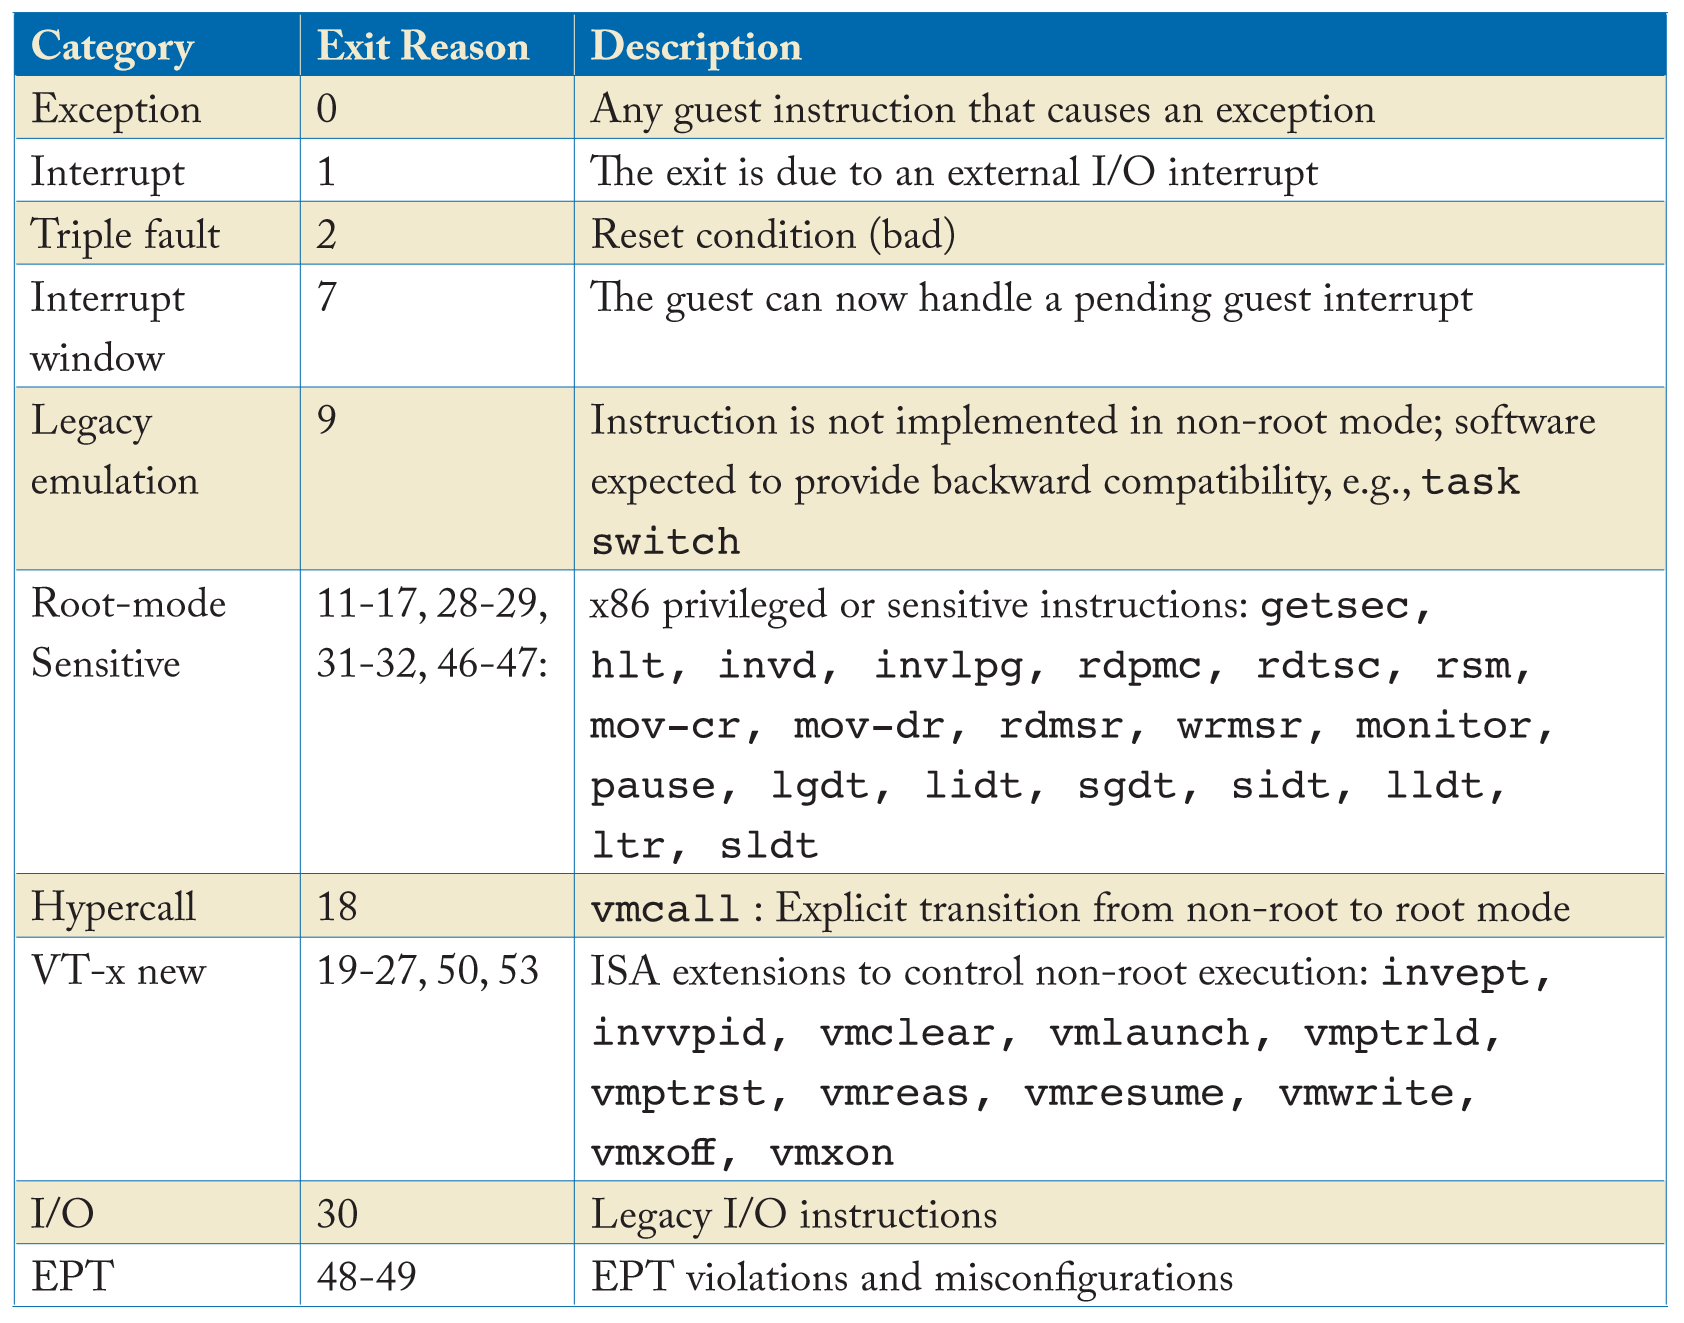 Category Exit Reason Description
Exception 0 Any guest instruction that causes an exception
Interrupt 1 The exit is due to an external I/O interrupt
Triple fault 2 Reset condition (bad)
Interrupt 7 The guest can now handle a pending guest interrupt
window
Legacy 9 Instruction is not implemented in non-root mode; software
emulation expected to provide backward compatibility, e.g., task
switch
Root-mode 11-17, 28-29, x86 privileged or sensitive instructions: getsec,
Sensitive 31-32, 46-47: hlt, invd, invlpg, rdpmc, rdtsc, rsm,
mov-cr, mov-dr, rdmsr, wrmsr, monitor,
pause, lgdt, lidt, sgdt, sidt, lldt,
ltr, sldt
Hypercall 18 vmcall : Explicit transition from non-root to root mode
VT-x new 19-27, 50, 53 ISA extensions to control non-root execution: invept,
invvpid, vmclear, vmlaunch, vmptrld,
vmptrst, vmreas, vmresume, vmwrite,
vmxoff, vmxon
I/O 30 Legacy I/O instructions
EPT 48-49 EPT violations and misconfigurations